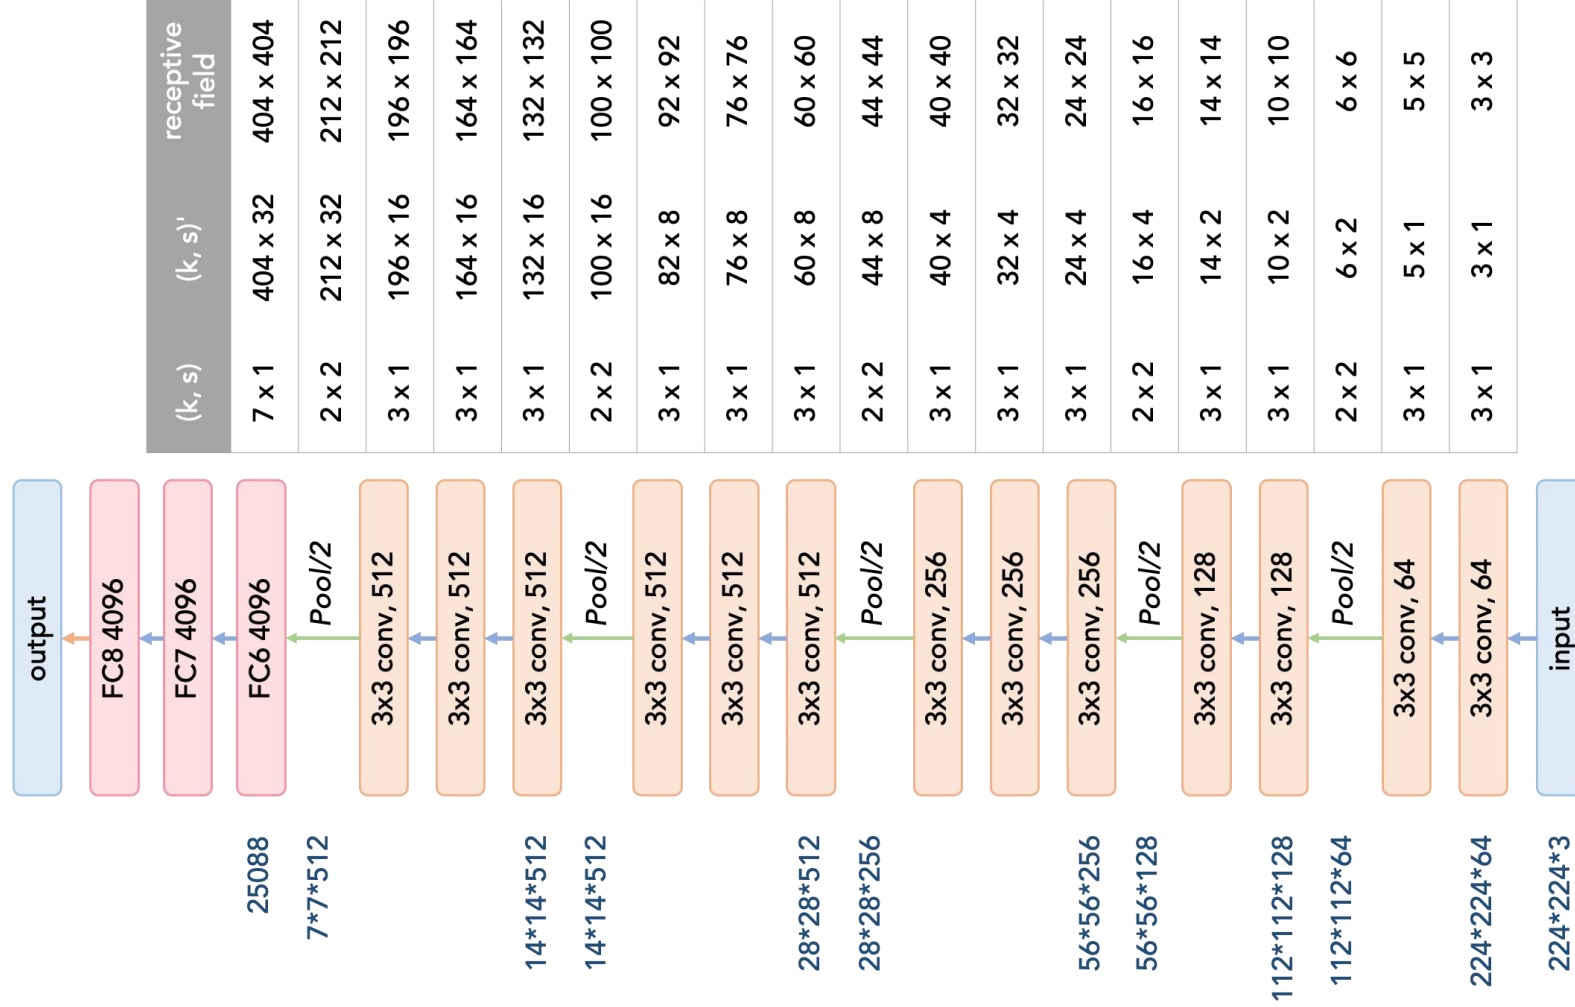 25088
7*7*512
14*14*512
14*14*512
28*28*512
28*28*256
56*56*256
56*56*128
112*112*128
112*112*64
224*224*64
224*224*3
output
FC8 4096
FC7 4096
FC6 4096
Pool/2
3x3 conv, 512
3x3 conv, 512
3x3 conv, 512
Pool/2
3x3 conv, 512
3x3 conv, 512
3x3 conv, 512
Pool/2
3x3 conv, 256
3x3 conv, 256
3x3 conv, 256
Pool/2
3x3 conv, 128
3x3 conv, 128
Pool/2
3x3 conv, 64
3x3 conv, 64
input
(k, s) (k, s)' receptive
field
7 x 1 404 x 32 404 x 404
2 x 2 212 x 32 212 x 212
3 x 1 196 x 16 196 x 196
3 x 1 164 x 16 164 x 164
3 x 1 132 x 16 132 x 132
2 x 2 100 x 16 100 x 100
3 x 1 82 x 8 92 x 92
3 x 1 76 x 8 76 x 76
3 x 1 60 x 8 60 x 60
2 x 2 44 x 8 44 x 44
3 x 1 40 x 4 40 x 40
3 x 1 32 x 4 32 x 32
3 x 1 24 x 4 24 x 24
2 x 2 16 x 4 16 x 16
3 x 1 14 x 2 14 x 14
3 x 1 10 x 2 10 x 10
2 x 2 6 x 2 6 x 6
3 x 1 5 x 1 5 x 5
3 x 1 3 x 1 3 x 3